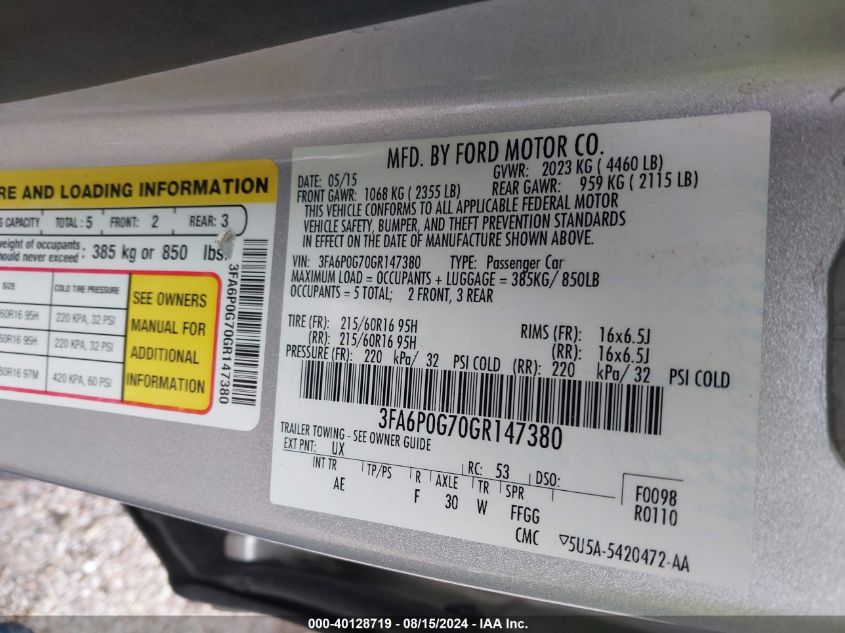 RE AND LOADING INFORMATION
G CAPACITY TOTAL: 5 FRONT: 2 REAR: 3
weight of occupants
ould never exceed: 385 kg or 850 lbs.
SIZE COLD TIRE PRESSURE
60R16 95H 220 KPA, 32 PSI
60R16 95H 220 KPA, 32 PSI
80R16 97M 420 KPA, 60 PSI
SEE OWNERS
MANUAL FOR
ADDITIONAL
INFORMATION
3FA6P0G70GR147380
MFD. BY FORD MOTOR CO.
DATE: 05/15 GVWR: 2023 KG ( 4460 LB)
FRONT GAWR: 1068 KG ( 2355 LB) REAR GAWR: 959 KG ( 2115 LB)
THIS VEHICLE CONFORMS TO ALL APPLICABLE FEDERAL MOTOR
VEHICLE SAFETY, BUMPER, AND THEFT PREVENTION STANDARDS
IN EFFECT ON THE DATE OF MANUFACTURE SHOWN ABOVE.
VIN: 3FA6P0G70GR147380 TYPE: Passenger Car
MAXIMUM LOAD = OCCUPANTS + LUGGAGE = 385KG/ 850LB
OCCUPANTS = 5 TOTAL; 2 FRONT, 3 REAR
TIRE (FR): 215/60R16 95H RIMS (FR): 16x6.5J
(RR): 215/60R16 95H (RR): 16x6.5J
PRESSURE (FR): 220 kPa/ 32 PSI COLD (RR): 220 kPa/ 32 PSI COLD
3FA6P0G70GR147380
TRAILER TOWING - SEE OWNER GUIDE
EXT PNT: UX RC: 53 DSO:
INT TR TP/PS R AXLE TR SPR F0098
AE F 30 W FFGG R0110
CMC ▽5U5A-5420472-AA
000-40128719 - 08/15/2024 - IAA Inc.